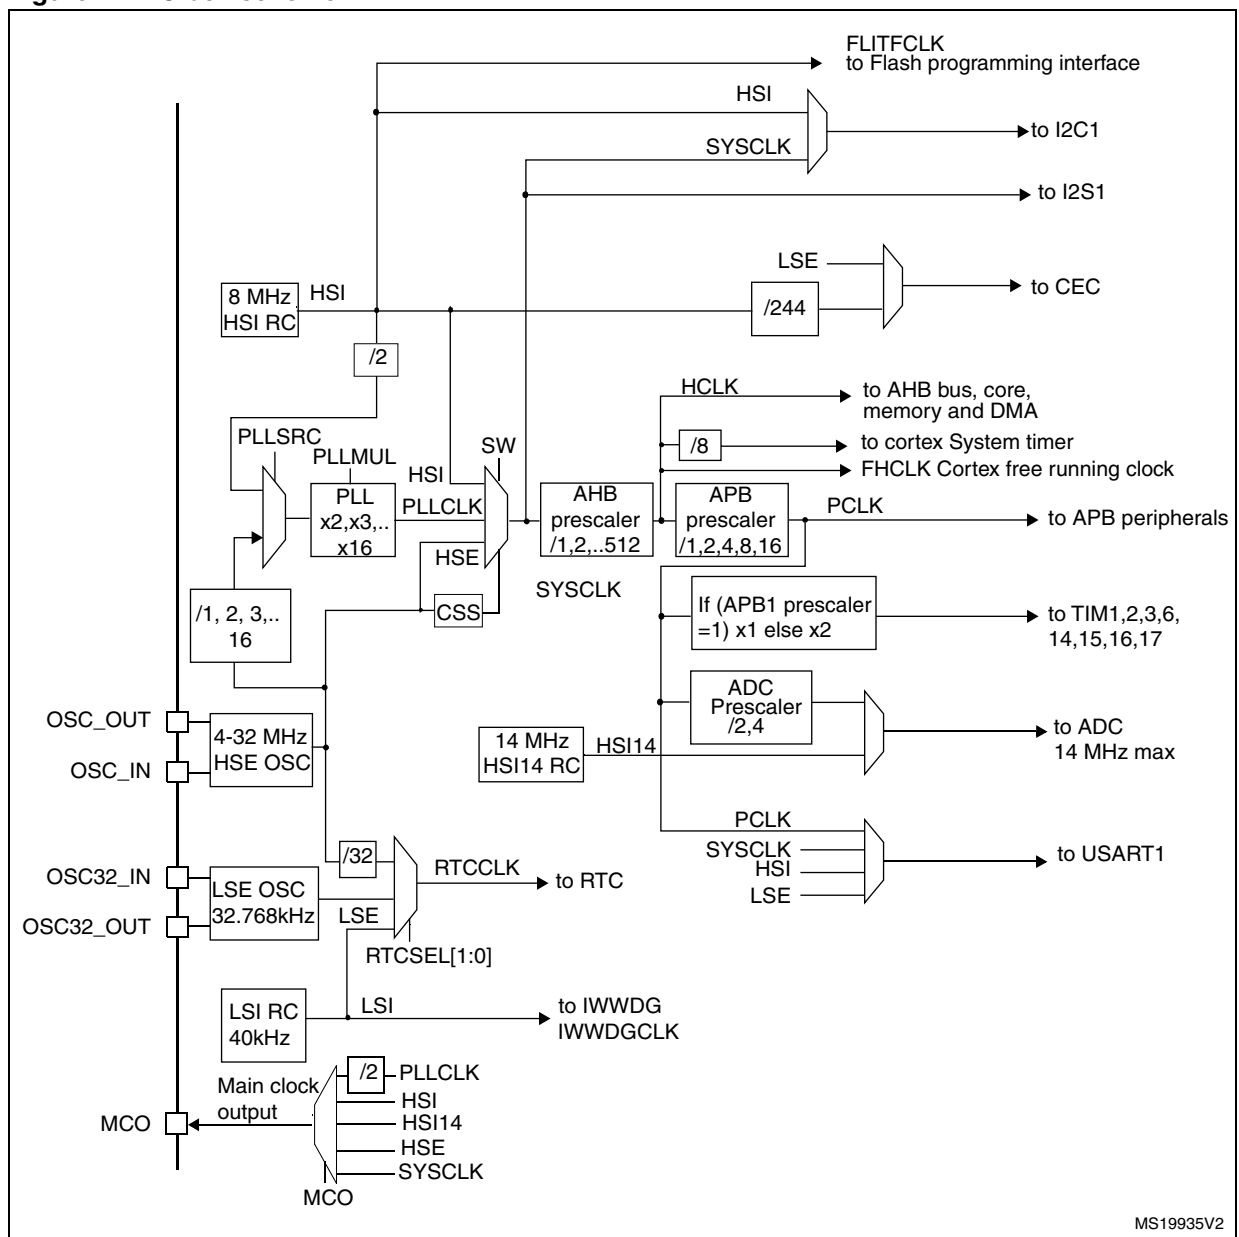 FLITFCLK
to Flash programming interface
HSI
to I2C1
SYSCLK
to I2S1
LSE
to CEC
8 MHz
HSI RC
HSI
/244
/2
HCLK
to AHB bus, core,
memory and DMA
PLLSRC
SW
/8
to cortex System timer
PLLMUL
HSI
FHCLK Cortex free running clock
PLL
x2,x3,..
x16
PLLCLK
AHB
prescaler
/1,2,..512
APB
prescaler
/1,2,4,8,16
PCLK
to APB peripherals
HSE
SYSCLK
CSS
/1, 2, 3,..
16
If (APB1 prescaler
=1) x1 else x2
to TIM1,2,3,6,
14,15,16,17
ADC
Prescaler
/2,4
OSC_OUT
OSC_IN
4-32 MHz
HSE OSC
14 MHz
HSI14 RC
HSI14
to ADC
14 MHz max
PCLK
SYSCLK
HSI
LSE
to USART1
/32
OSC32_IN
OSC32_OUT
LSE OSC
32.768kHz
RTCCLK
to RTC
LSE
RTCSEL[1:0]
LSI RC
40kHz
LSI
to IWWDG
IWWDGCLK
/2
PLLCLK
Main clock
output
HSI
MCO
HSI14
HSE
SYSCLK
MCO
MS19935V2